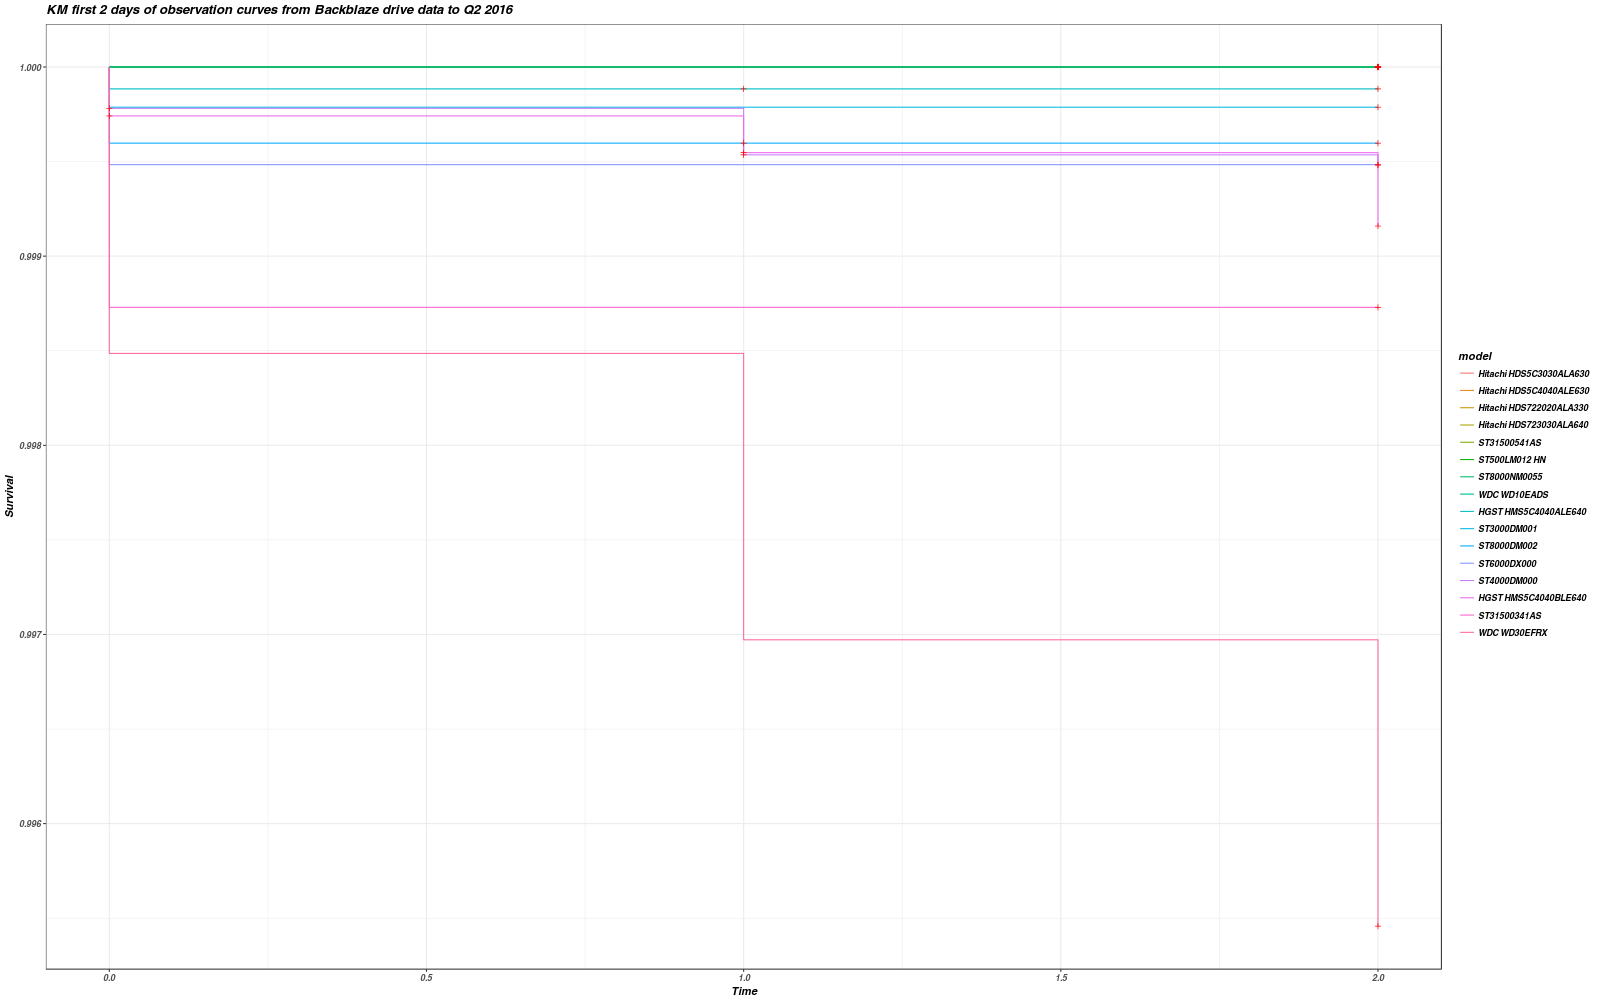 KM first 2 days of observation curves from Backblaze drive data to Q2 2016
1.000
0.999
0.998
0.997
0.996
Survival
0.0 0.5 1.0 1.5 2.0
Time
model
Hitachi HDS5C3030ALA630
Hitachi HDS5C4040ALE630
Hitachi HDS722020ALA330
Hitachi HDS723030ALA640
ST31500541AS
ST500LM012 HN
ST8000NM0055
WDC WD10EADS
HGST HMS5C4040ALE640
ST3000DM001
ST8000DM002
ST6000DX000
ST4000DM000
HGST HMS5C4040BLE640
ST31500341AS
WDC WD30EFRX